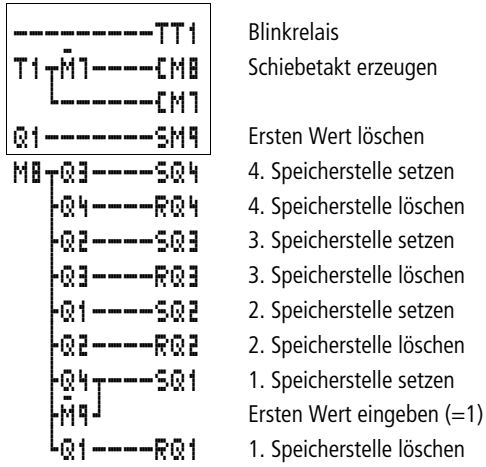 ---------TT1 Blinkrelais
T1┬M̄7-----[M8 Schiebetakt erzeugen
└------[M7
Q1--------SM9 Ersten Wert löschen
M8┬Q3----SQ4 4. Speicherstelle setzen
├Q4----RQ4 4. Speicherstelle löschen
├Q2----SQ3 3. Speicherstelle setzen
├Q3----RQ3 3. Speicherstelle löschen
├Q1----SQ2 2. Speicherstelle setzen
├Q2----RQ2 2. Speicherstelle löschen
├Q4┬----SQ1 1. Speicherstelle setzen
├M̄9┘ Ersten Wert eingeben (=1)
└Q1----RQ1 1. Speicherstelle löschen